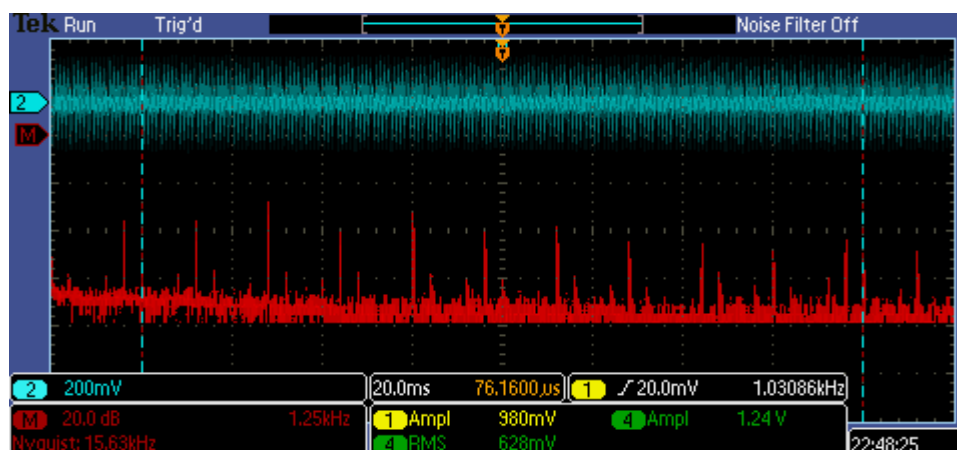 Tek Run Trig'd Noise Filter Off
T
T
2
M
2 200mV 20.0ms 76.1600µs 1 20.0mV 1.03086kHz
M 20.0 dB 1.25kHz 1 Ampl 980mV 4 Ampl 1.24 V
Nyquist: 15.63kHz 4 RMS 628mV 22:48:25